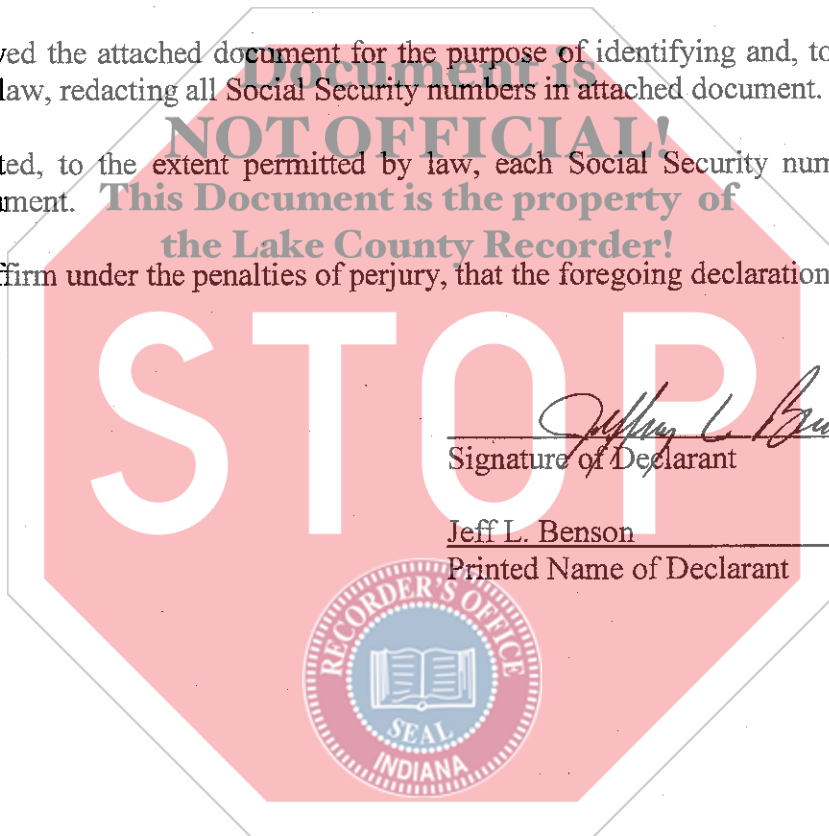 ved the attached document for the purpose of identifying and, to
Document is
law, redacting all Social Security numbers in attached document.
NOT OFFICIAL!
ted, to the extent permitted by law, each Social Security num
ument.
This Document is the property of
the Lake County Recorder!
ffirm under the penalties of perjury, that the foregoing declaration
STOP
Jeffrey L. Ben
Signature of Declarant
Jeff L. Benson
Printed Name of Declarant
RECORDER'S OFFICE
SEAL
INDIANA